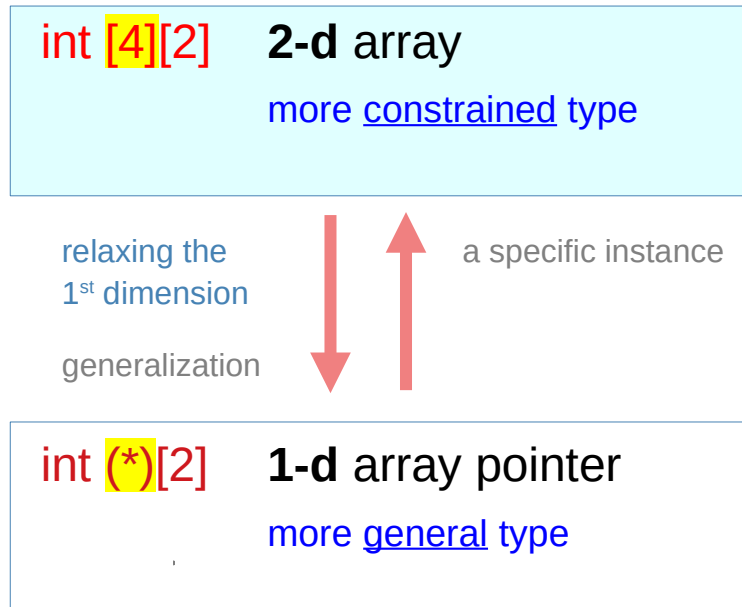 int [4][2] 2-d array
more constrained type
relaxing the
1st dimension
a specific instance
generalization
int (*)[2] 1-d array pointer
more general type